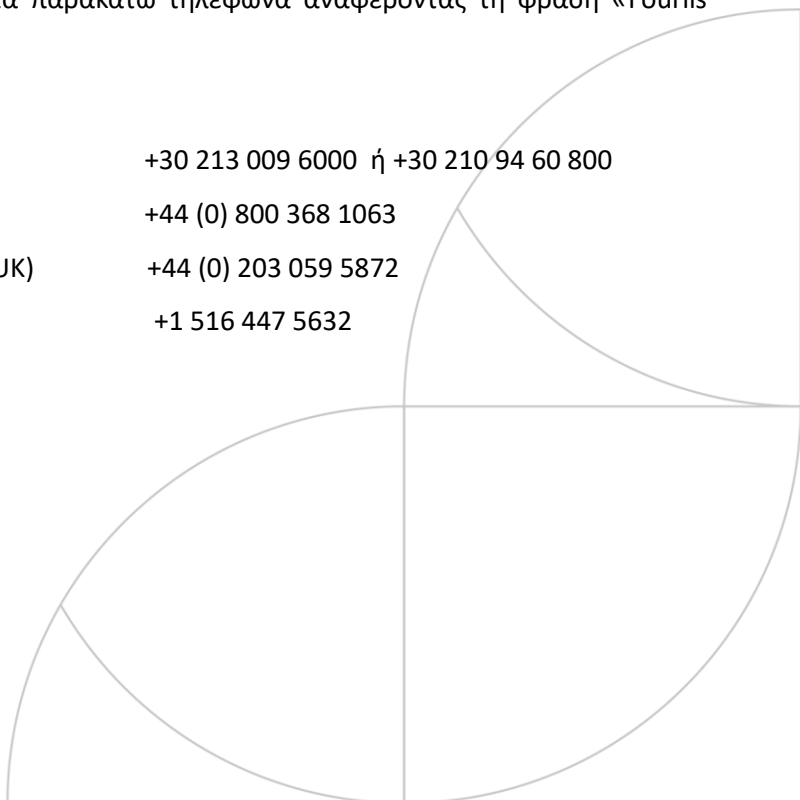 παρακάτω τηλέφωνα αναφέροντας τη φράση «Fourlis
+30 213 009 6000 ή +30 210 94 60 800
+44 (0) 800 368 1063
UK) +44 (0) 203 059 5872
+1 516 447 5632